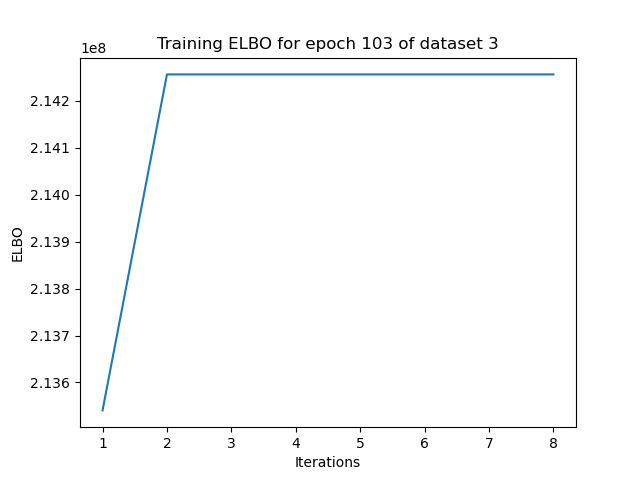 Training ELBO for epoch 103 of dataset 3
1e8
2.142
2.141
2.140
2.139
2.138
2.137
2.136
ELBO
1 2 3 4 5 6 7 8
Iterations